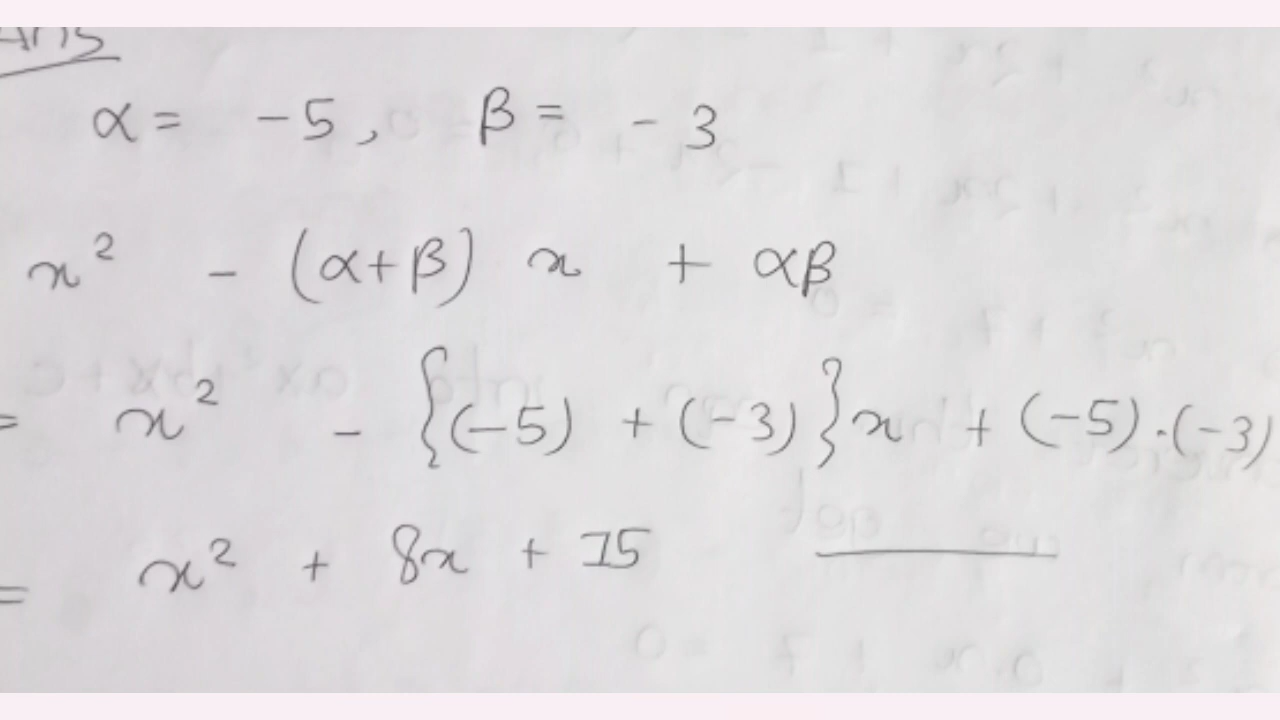 Ans
α = -5, β = -3
x² - (α+β) x + αβ
= x² - {(-5) + (-3)}x + (-5)·(-3)
= x² + 8x + 15